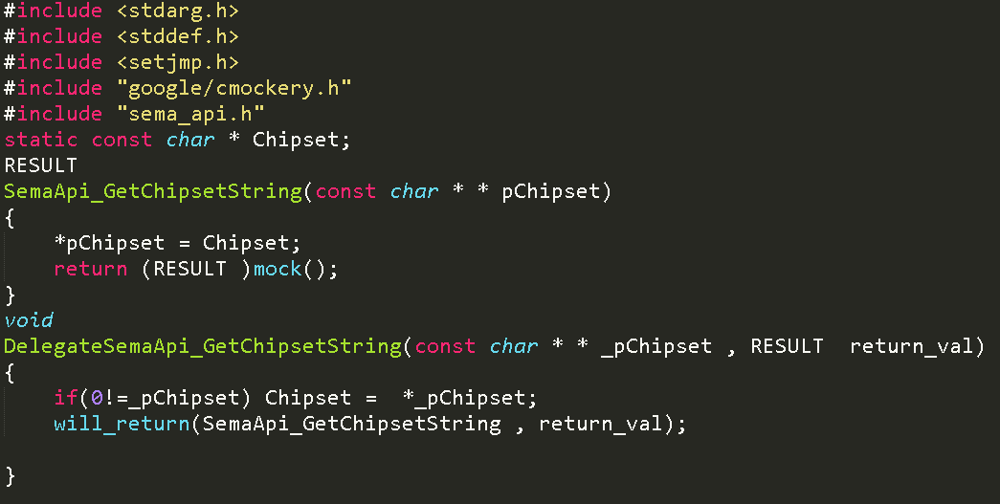 #include <stdarg.h>
#include <stddef.h>
#include <setjmp.h>
#include "google/cmockery.h"
#include "sema_api.h"
static const char * Chipset;
RESULT
SemaApi_GetChipsetString(const char * * pChipset)
{
    *pChipset = Chipset;
    return (RESULT )mock();
}
void
DelegateSemaApi_GetChipsetString(const char * * _pChipset , RESULT  return_val)
{
    if(0!=_pChipset) Chipset =  *_pChipset;
    will_return(SemaApi_GetChipsetString , return_val);
}